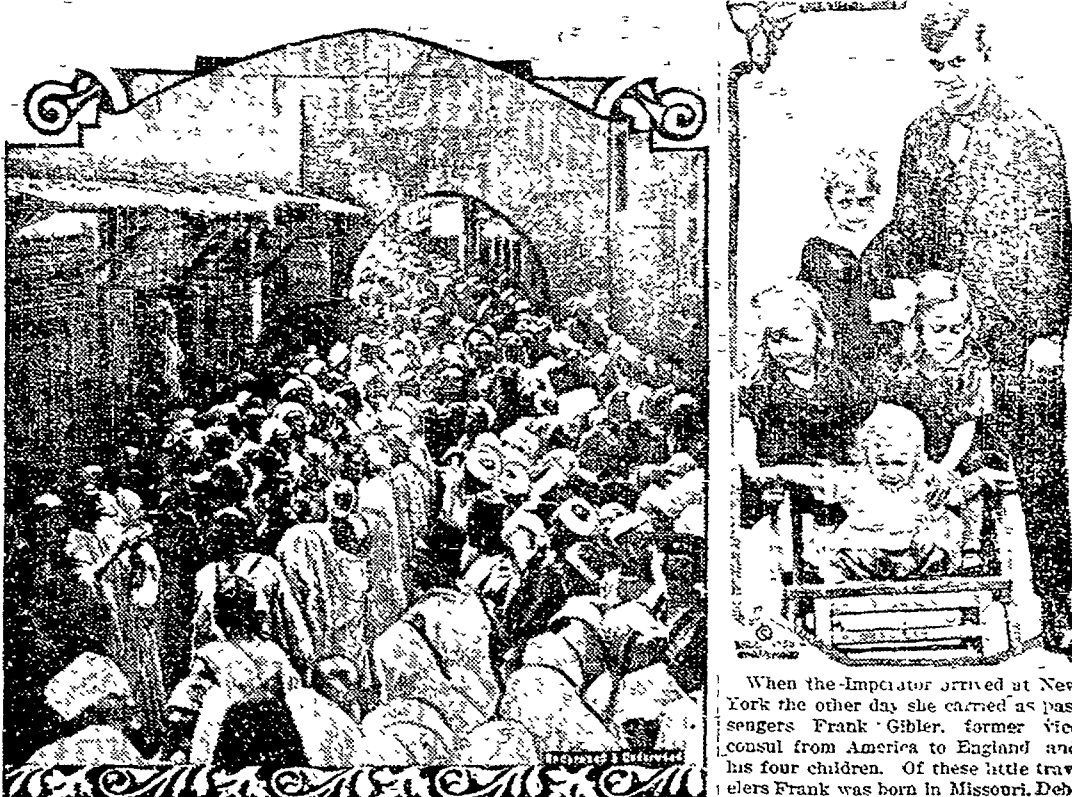 When the Imperator arrived at New
York the other day she carried as pas
sengers Frank Gibler, former vice
consul from America to England and
his four children. Of these little trav
elers Frank was born in Missouri, Deb